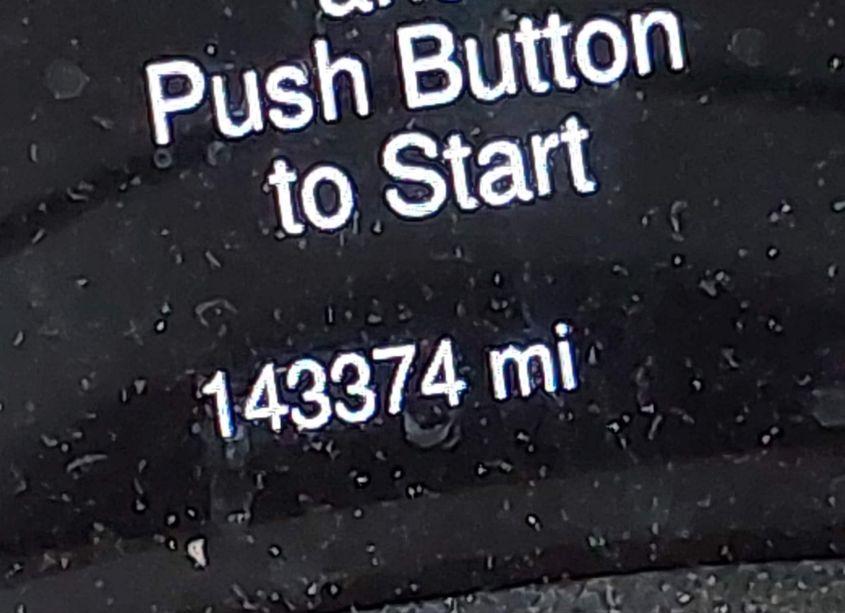 Push Button
to Start
143374 mi